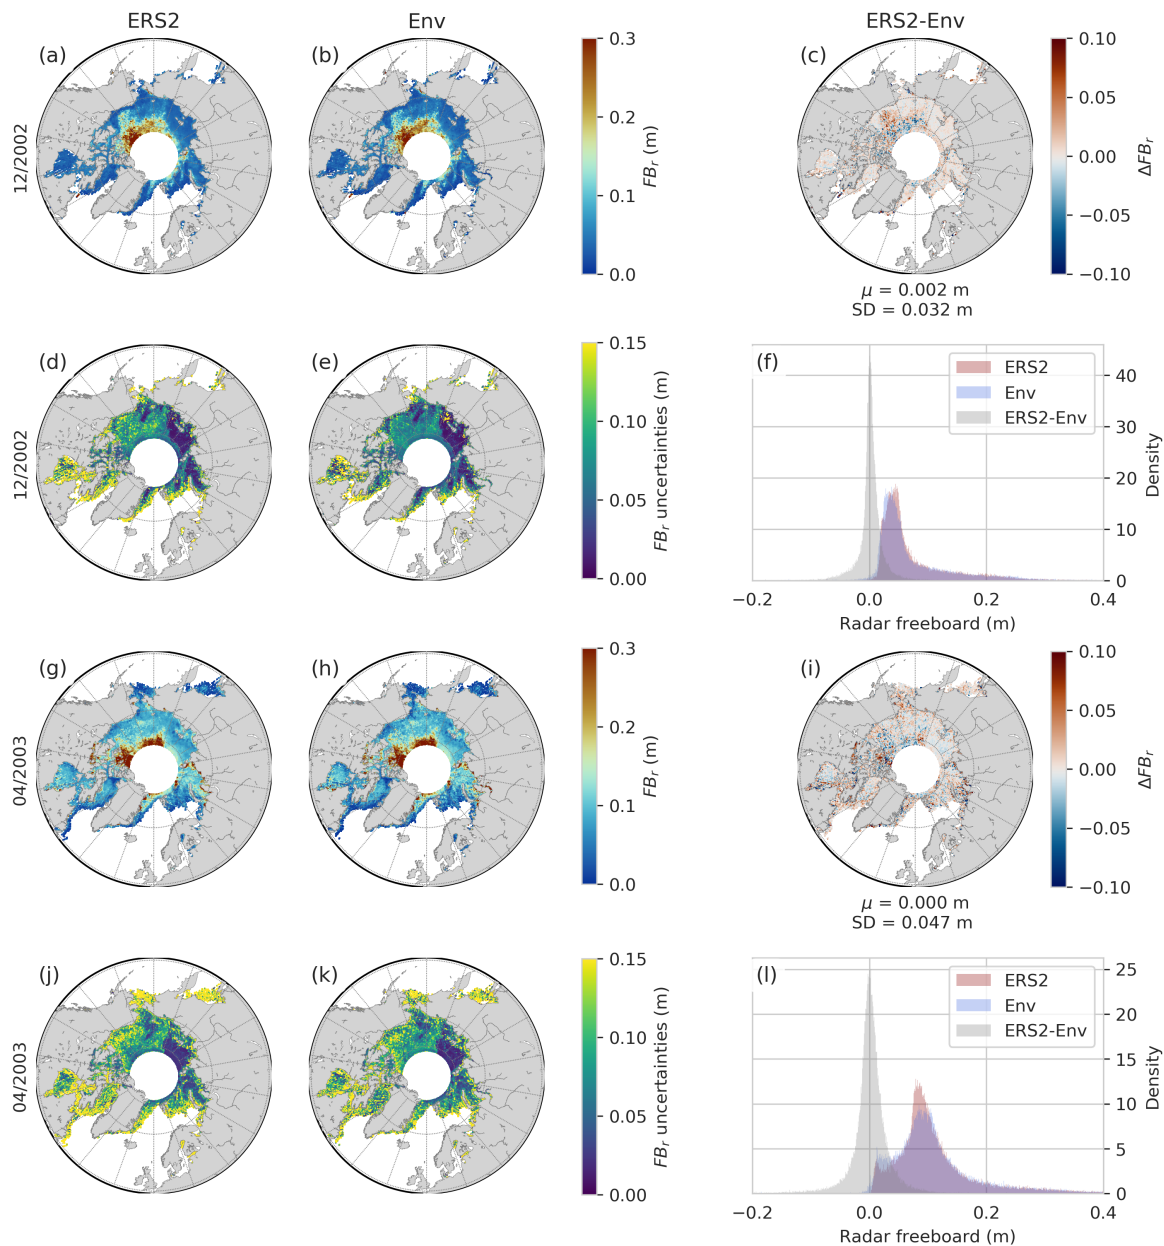 ERS2
Env
ERS2-Env
(a)
(b)
(c)
12/2002
0.3
0.2
0.1
0.0
FBr (m)
0.10
0.05
0.00
−0.05
−0.10
ΔFBr
μ = 0.002 m
SD = 0.032 m
(d)
(e)
(f)
12/2002
0.15
0.10
0.05
0.00
FBr uncertainties (m)
ERS2
Env
ERS2-Env
40
30
20
10
0
Density
−0.2
0.0
0.2
0.4
Radar freeboard (m)
(g)
(h)
(i)
04/2003
0.3
0.2
0.1
0.0
FBr (m)
0.10
0.05
0.00
−0.05
−0.10
ΔFBr
μ = 0.000 m
SD = 0.047 m
(j)
(k)
(l)
04/2003
0.15
0.10
0.05
0.00
FBr uncertainties (m)
ERS2
Env
ERS2-Env
25
20
15
10
5
0
Density
−0.2
0.0
0.2
0.4
Radar freeboard (m)